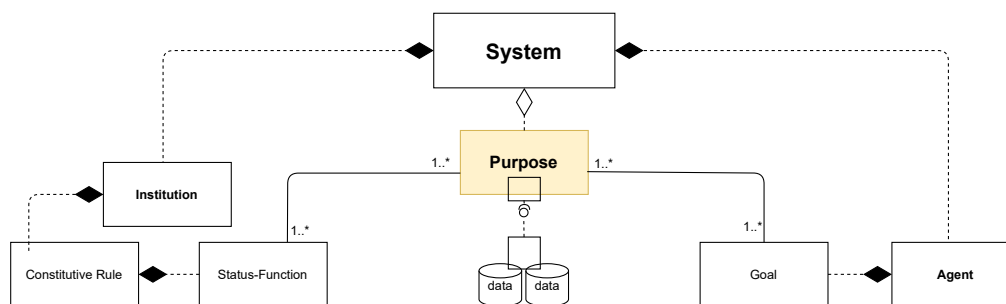 System
1..*
Purpose
1..*
Institution
1..*
1..*
Constitutive Rule
Status-Function
data
data
Goal
Agent